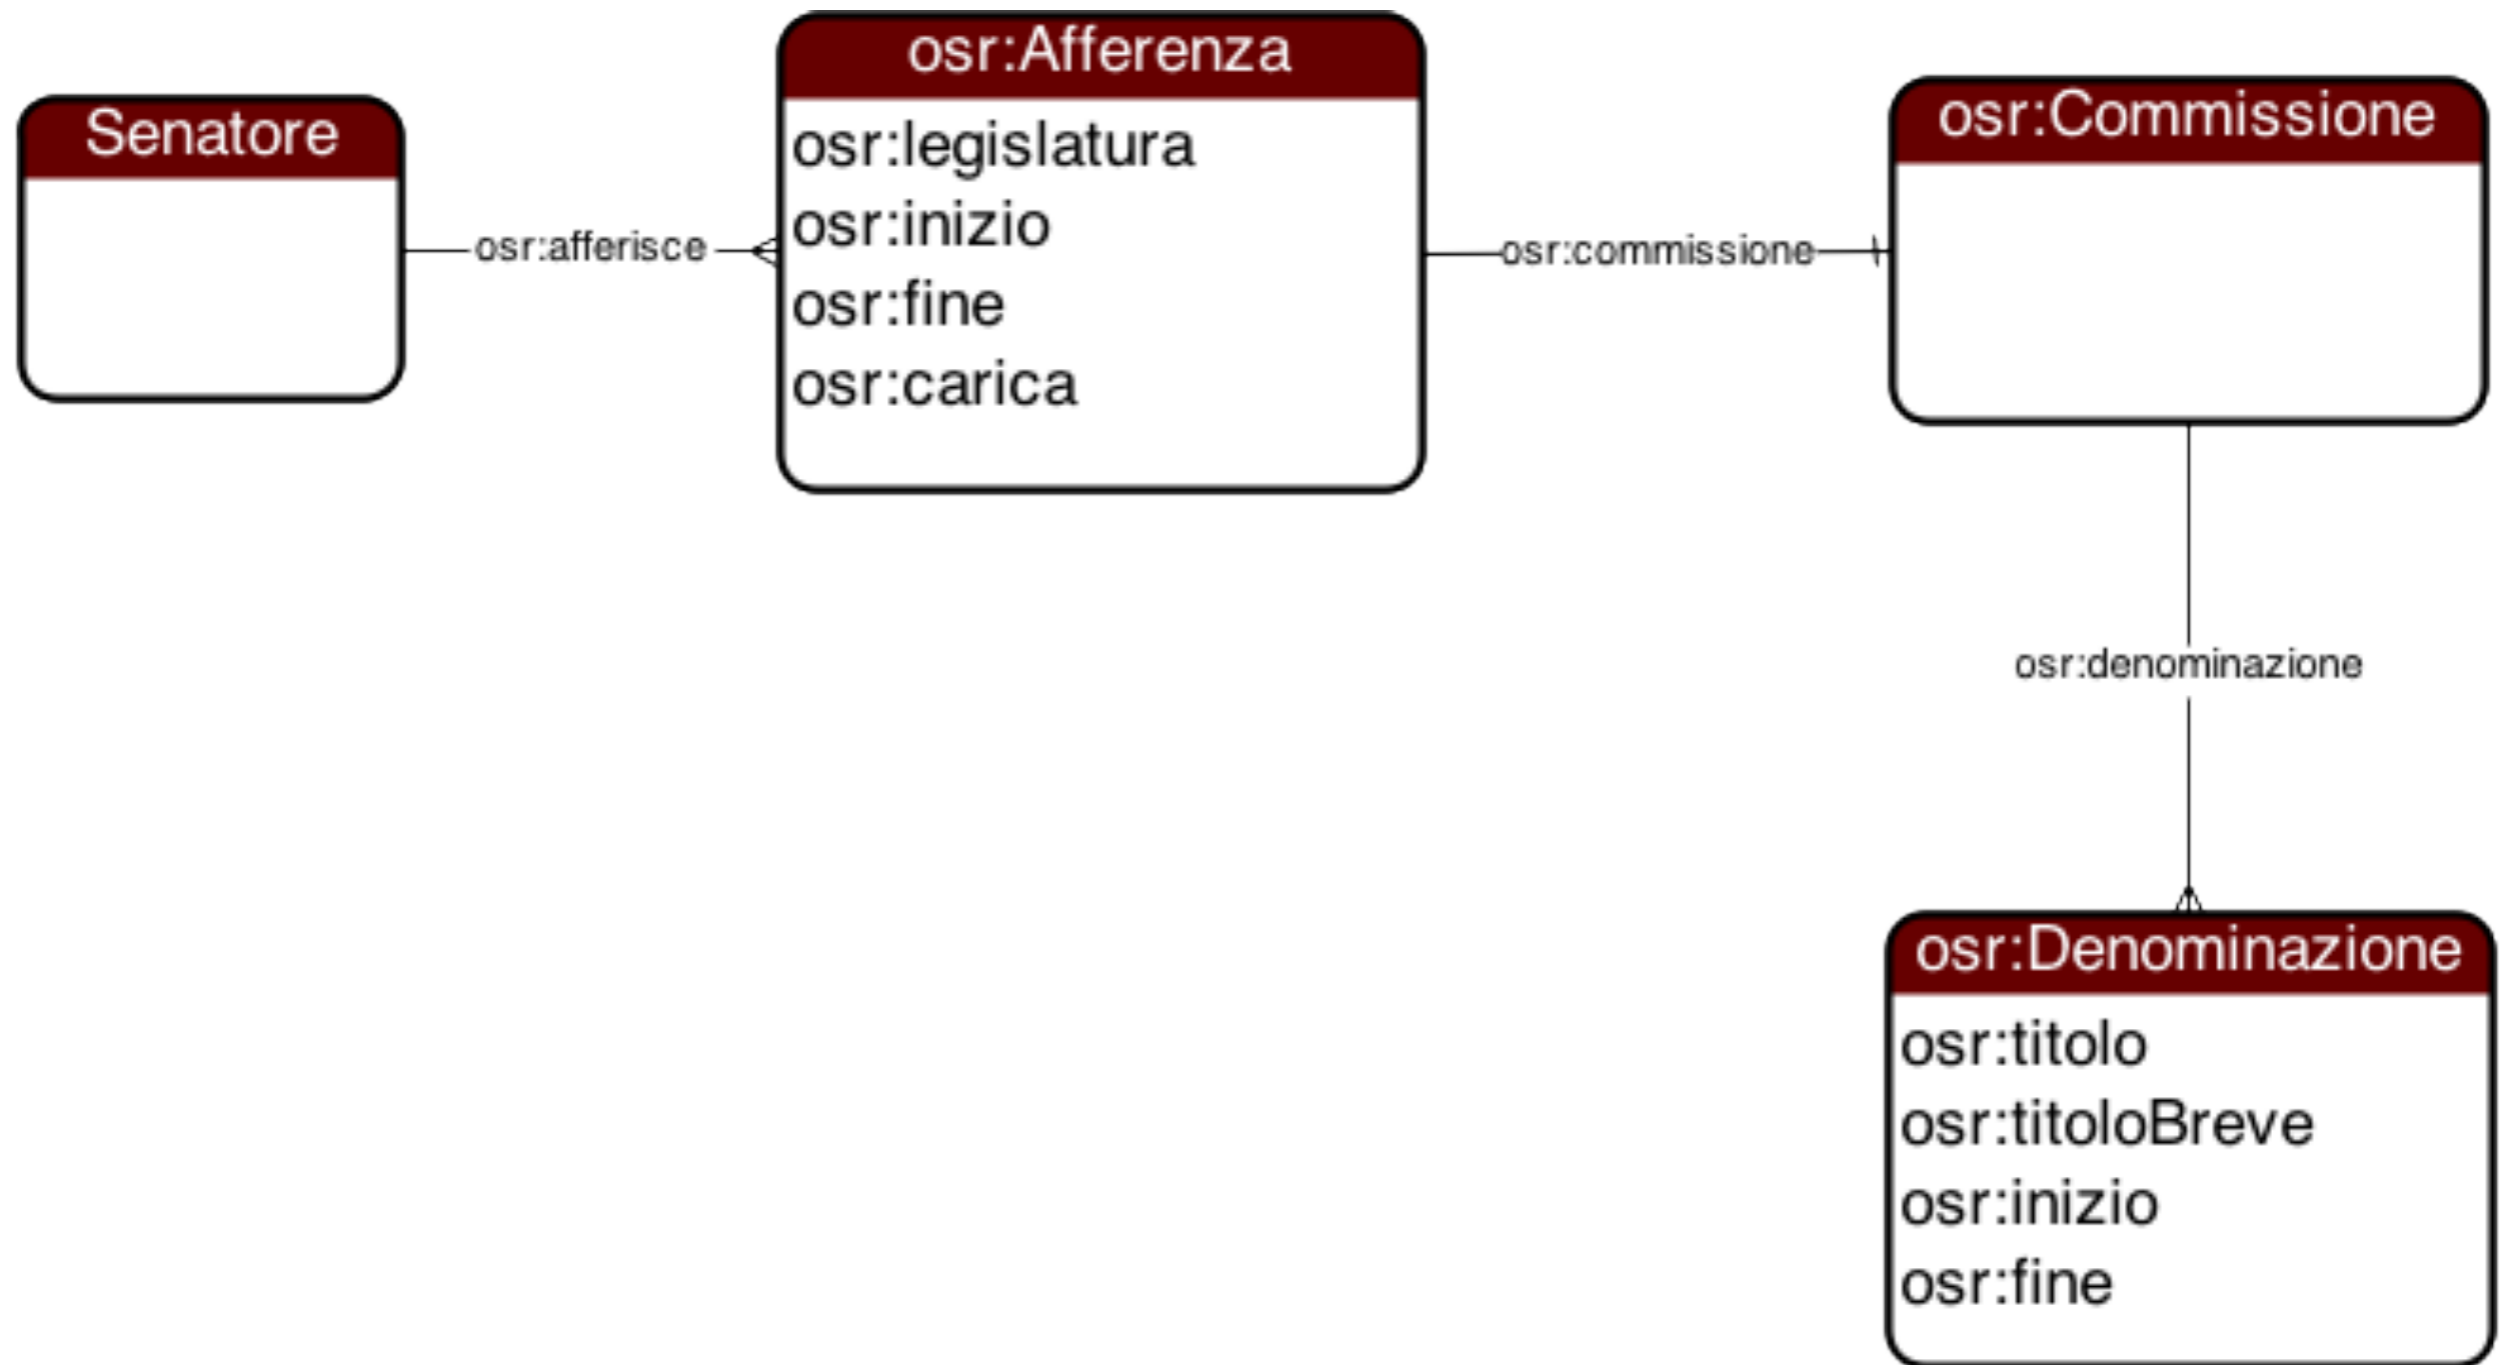 Senatore
osr:afferisce
osr:Afferenza
osr:legislatura
osr:inizio
osr:fine
osr:carica
osr:commissione
osr:Commissione
osr:denominazione
osr:Denominazione
osr:titolo
osr:titoloBreve
osr:inizio
osr:fine